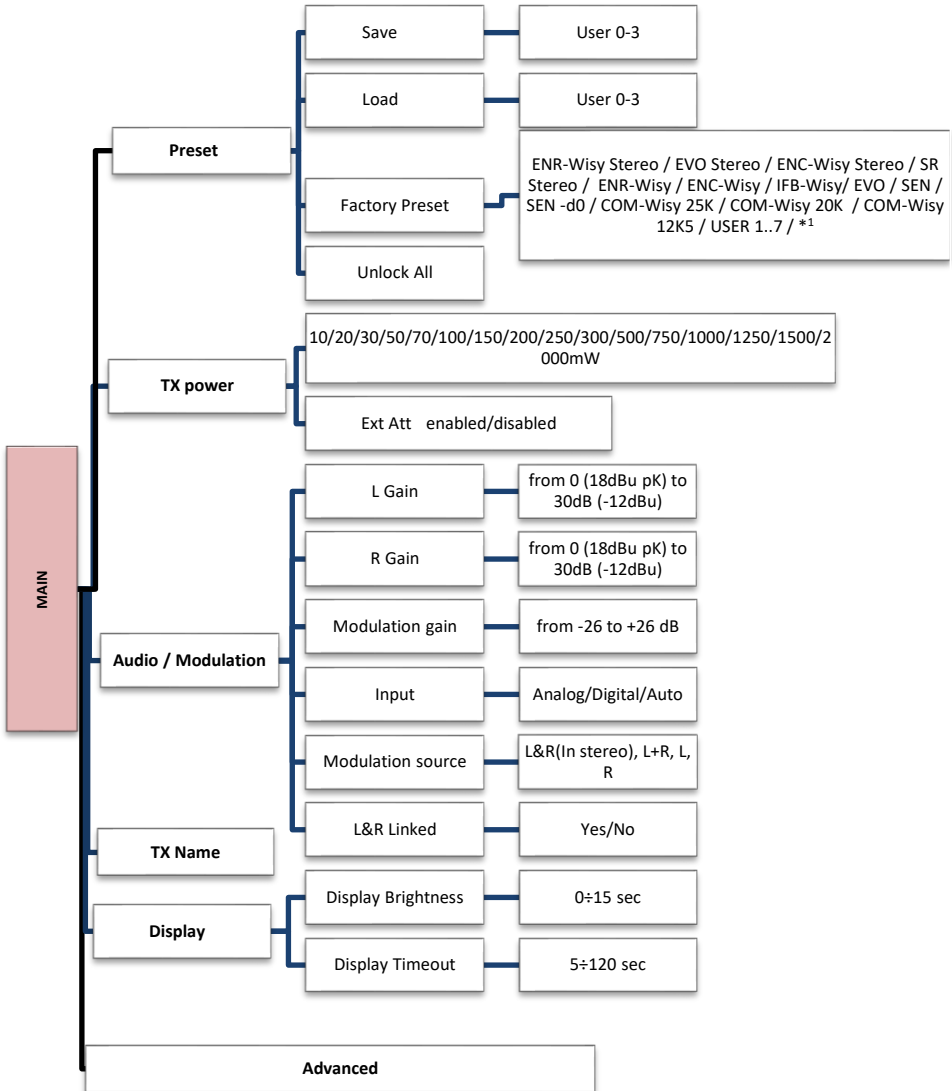 MAIN
Preset
Save
User 0-3
Load
User 0-3
Factory Preset
ENR-Wisy Stereo / EVO Stereo / ENC-Wisy Stereo / SR
Stereo / ENR-Wisy / ENC-Wisy / IFB-Wisy/ EVO / SEN /
SEN -d0 / COM-Wisy 25K / COM-Wisy 20K / COM-Wisy
12K5 / USER 1..7 / *1
Unlock All
TX power
10/20/30/50/70/100/150/200/250/300/500/750/1000/1250/1500/2
000mW
Ext Att enabled/disabled
Audio / Modulation
L Gain
from 0 (18dBu pK) to
30dB (-12dBu)
R Gain
from 0 (18dBu pK) to
30dB (-12dBu)
Modulation gain
from -26 to +26 dB
Input
Analog/Digital/Auto
Modulation source
L&R(In stereo), L+R, L,
R
L&R Linked
Yes/No
TX Name
Display
Display Brightness
0÷15 sec
Display Timeout
5÷120 sec
Advanced